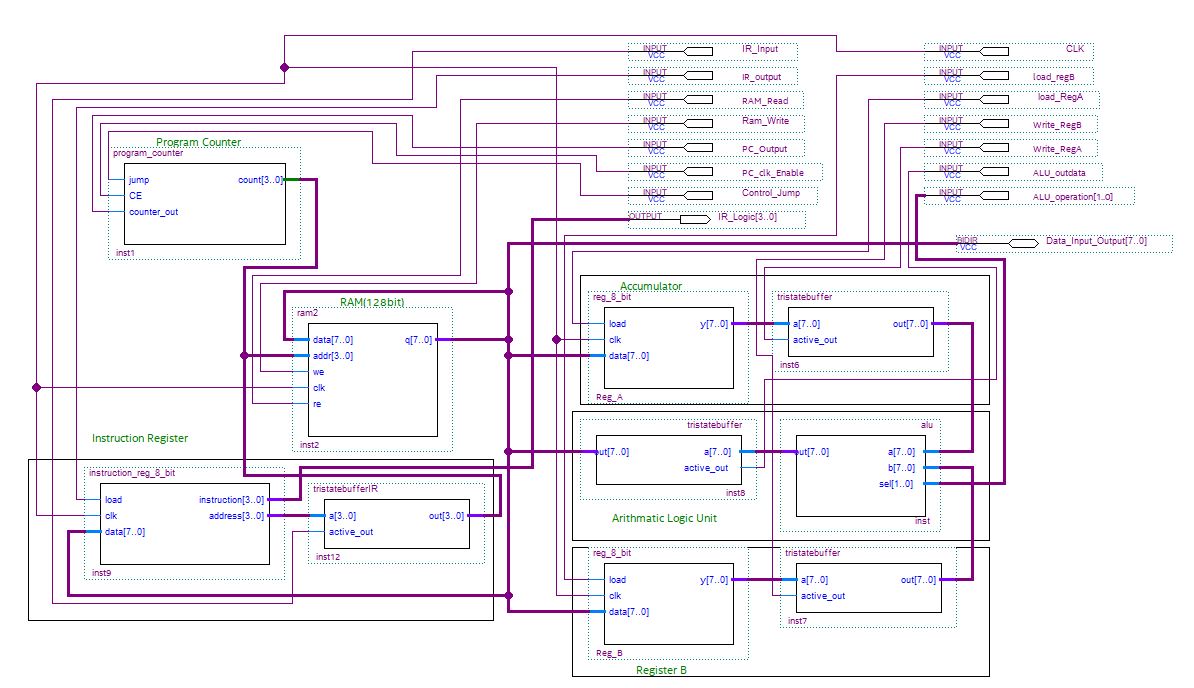 INPUT
VCC
IR_Input
INPUT
VCC
CLK
INPUT
VCC
IR_output
INPUT
VCC
load_regB
INPUT
VCC
RAM_Read
INPUT
VCC
load_RegA
INPUT
VCC
Ram_Write
INPUT
VCC
Write_RegB
INPUT
VCC
PC_Output
INPUT
VCC
Write_RegA
INPUT
VCC
PC_clk_Enable
INPUT
VCC
ALU_outdata
INPUT
VCC
Control_Jump
INPUT
VCC
ALU_operation[1..0]
OUTPUT
IR_Logic[3..0]
BIDIR
VCC
Data_Input_Output[7..0]
Program Counter
program_counter
jump
count[3..0]
CE
counter_out
inst1
RAM(128bit)
ram2
data[7..0]
q[7..0]
addr[3..0]
we
clk
re
inst2
Accumulator
reg_8_bit
load
y[7..0]
clk
data[7..0]
Reg_A
tristatebuffer
a[7..0]
out[7..0]
active_out
inst6
tristatebuffer
out[7..0]
a[7..0]
active_out
inst8
alu
out[7..0]
a[7..0]
b[7..0]
sel[1..0]
inst
Arithmatic Logic Unit
Instruction Register
instruction_reg_8_bit
load
instruction[3..0]
clk
address[3..0]
data[7..0]
inst9
tristatebufferIR
a[3..0]
out[3..0]
active_out
inst12
reg_8_bit
load
y[7..0]
clk
data[7..0]
Reg_B
tristatebuffer
a[7..0]
out[7..0]
active_out
inst7
Register B